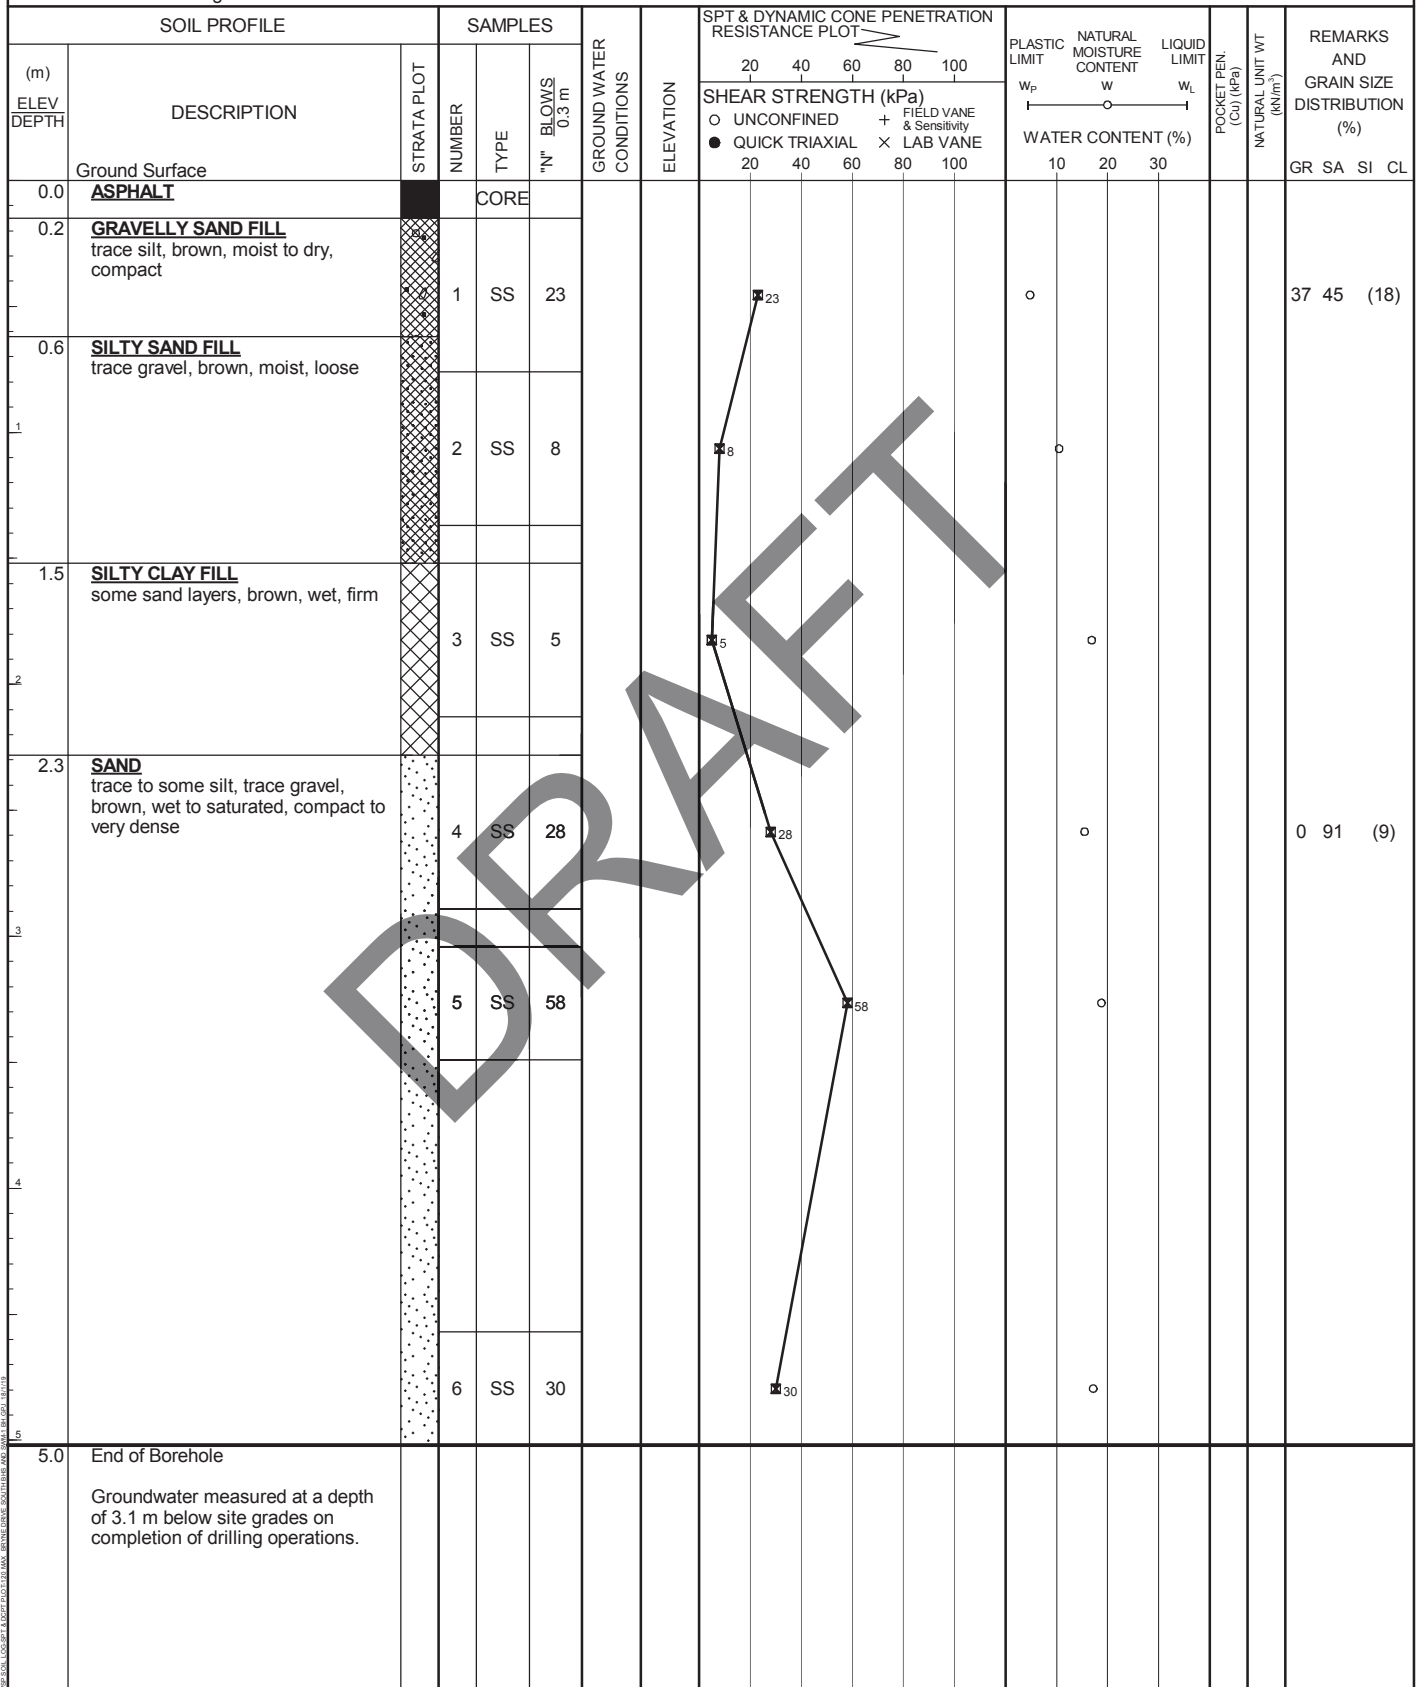 SOIL PROFILE
SAMPLES
GROUND WATER
CONDITIONS
ELEVATION
SPT & DYNAMIC CONE PENETRATION
RESISTANCE PLOT
20 40 60 80 100
SHEAR STRENGTH (kPa)
○ UNCONFINED + FIELD VANE
& Sensitivity
● QUICK TRIAXIAL × LAB VANE
20 40 60 80 100
PLASTIC
LIMIT
NATURAL
MOISTURE
CONTENT
LIQUID
LIMIT
WP W WL
WATER CONTENT (%)
10 20 30
POCKET PEN.
(Cu) (kPa)
NATURAL UNIT WT
(kN/m³)
REMARKS
AND
GRAIN SIZE
DISTRIBUTION
(%)
GR SA SI CL
(m)
ELEV
DEPTH
DESCRIPTION
Ground Surface
STRATA PLOT
NUMBER
TYPE
"N" BLOWS
0.3 m
0.0 ASPHALT CORE
0.2 GRAVELLY SAND FILL
trace silt, brown, moist to dry,
compact
1 SS 23 23 37 45 (18)
0.6 SILTY SAND FILL
trace gravel, brown, moist, loose
1
2 SS 8 8
1.5 SILTY CLAY FILL
some sand layers, brown, wet, firm
3 SS 5 5
2
2.3 SAND
trace to some silt, trace gravel,
brown, wet to saturated, compact to
very dense
4 SS 28 28 0 91 (9)
3
5 SS 58 58
4
6 SS 30 30
5
5.0 End of Borehole
Groundwater measured at a depth
of 3.1 m below site grades on
completion of drilling operations.
DRAFT